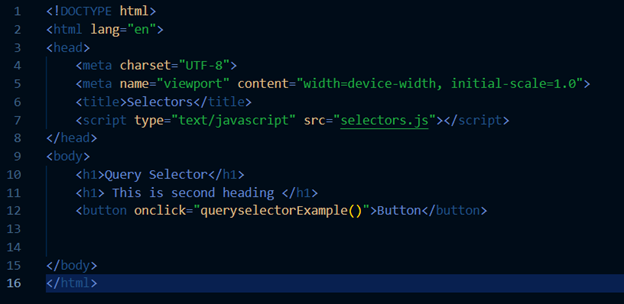 1 <!DOCTYPE html>
2 <html lang="en">
3 <head>
4     <meta charset="UTF-8">
5     <meta name="viewport" content="width=device-width, initial-scale=1.0">
6     <title>Selectors</title>
7     <script type="text/javascript" src="selectors.js"></script>
8 </head>
9 <body>
10     <h1>Query Selector</h1>
11     <h1> This is second heading </h1>
12     <button onclick="queryselectorExample()">Button</button>
13
14
15 </body>
16 </html>